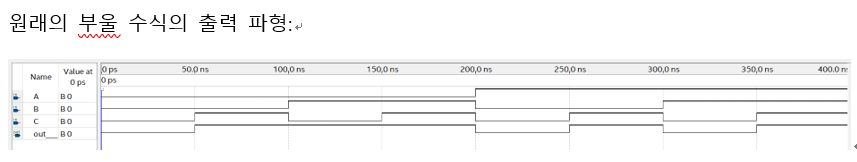 원래의 부울 수식의 출력 파형:
Name Value at 0 ps 0 ps 50.0 ns 100,0 ns 150,0 ns 200,0 ns 250,0 ns 300,0 ns 350,0 ns 400.0 ns
0 ps
A B 0
B B 0
C B 0
out__ B 0